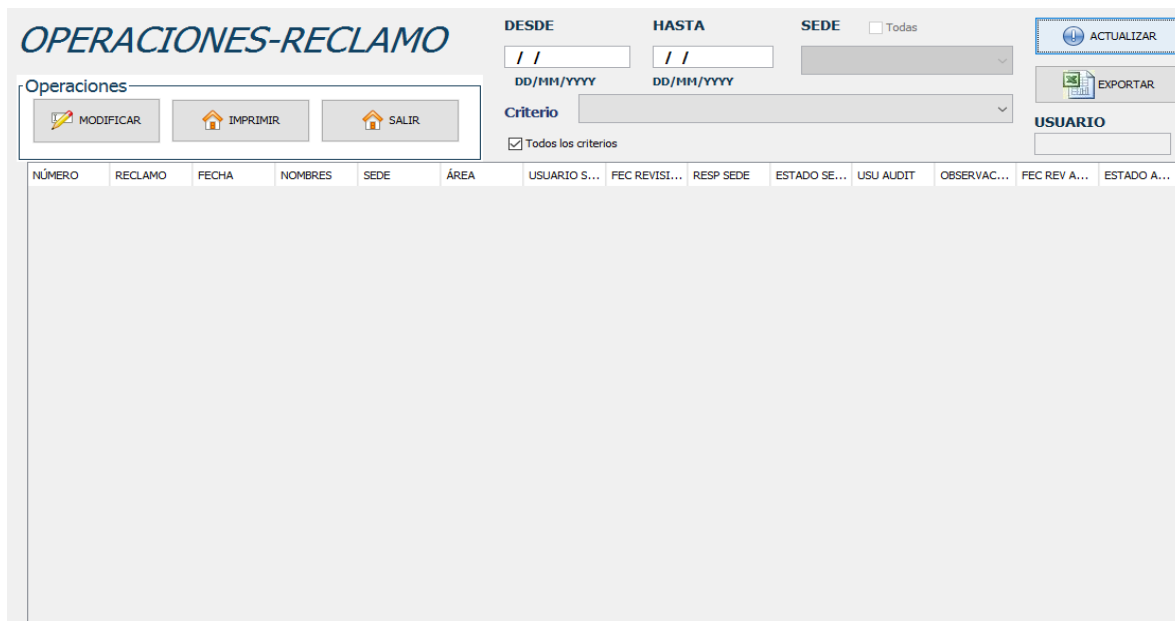 OPERACIONES-RECLAMO
DESDE HASTA SEDE Todas
/ / / /
DD/MM/YYYY DD/MM/YYYY
ACTUALIZAR
EXPORTAR
Operaciones
MODIFICAR IMPRIMIR SALIR
Criterio
Todos los criterios
USUARIO
NÚMERO RECLAMO FECHA NOMBRES SEDE ÁREA USUARIO S... FEC REVISI... RESP SEDE ESTADO SE... USU AUDIT OBSERVAC... FEC REV A... ESTADO A...